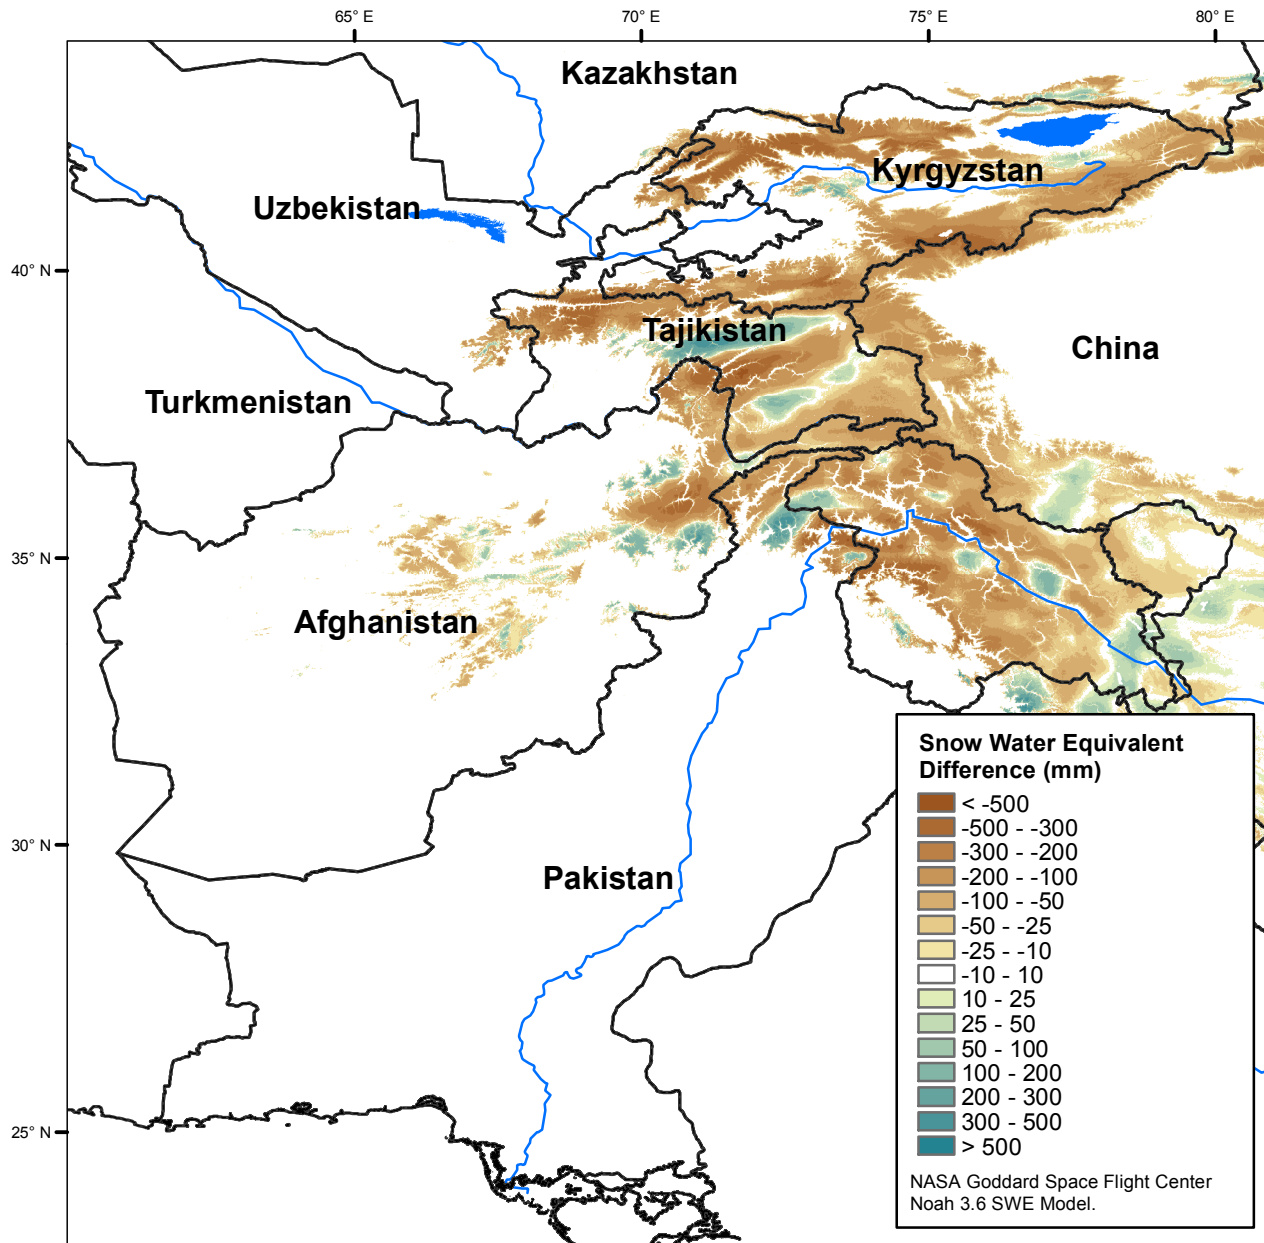 65° E
70° E
75° E
80° E
Kazakhstan
Kyrgyzstan
Uzbekistan
40° N
Tajikistan
China
Turkmenistan
35° N
Afghanistan
Snow Water Equivalent
Difference (mm)
< -500
-500 - -300
-300 - -200
-200 - -100
-100 - -50
-50 - -25
-25 - -10
-10 - 10
10 - 25
25 - 50
50 - 100
100 - 200
200 - 300
300 - 500
> 500
NASA Goddard Space Flight Center
Noah 3.6 SWE Model.
30° N
Pakistan
25° N